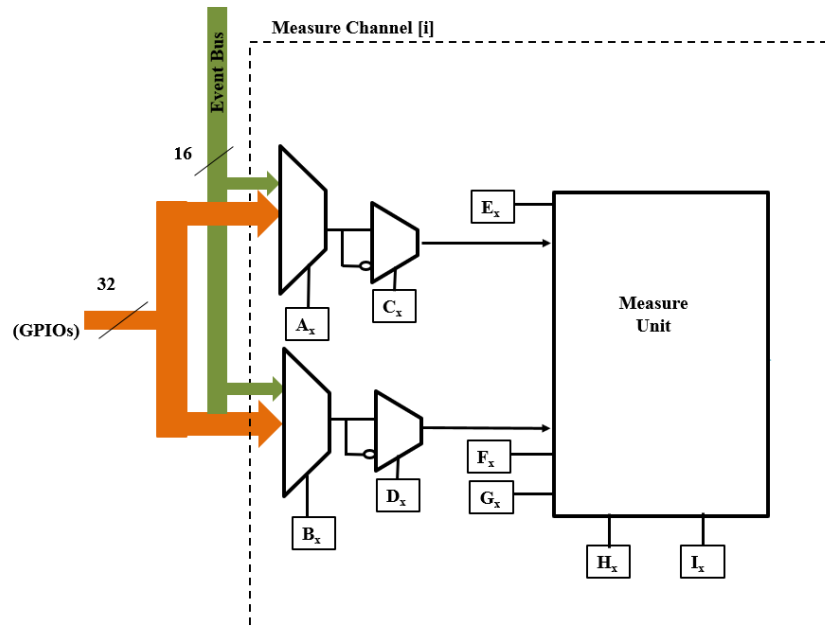 Measure Channel [i]
Event Bus
16
32
(GPIOs)
Aₓ
Cₓ
Eₓ
Measure
Unit
Bₓ
Dₓ
Fₓ
Gₓ
Hₓ
Iₓ